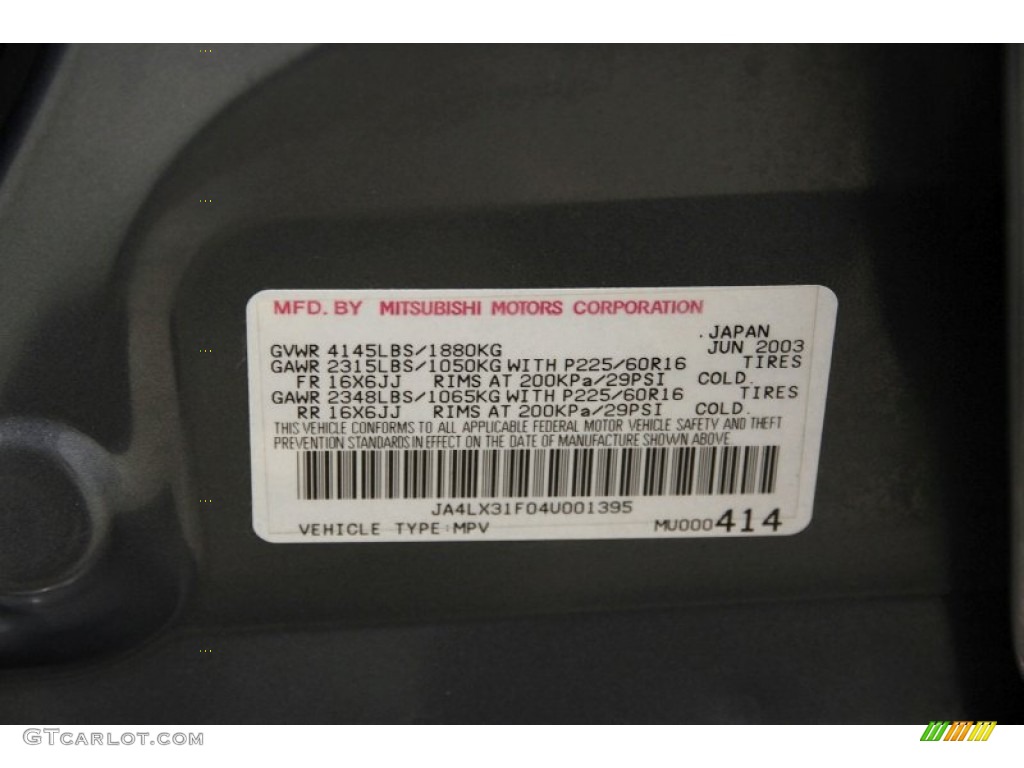 MFD. BY MITSUBISHI MOTORS CORPORATION
. JAPAN
GVWR 4145LBS/1880KG JUN 2003
GAWR 2315LBS/1050KG WITH P225/60R16 TIRES
FR 16X6JJ RIMS AT 200KPa/29PSI COLD.
GAWR 2348LBS/1065KG WITH P225/60R16 TIRES
RR 16X6JJ RIMS AT 200KPa/29PSI COLD.
THIS VEHICLE CONFORMS TO ALL APPLICABLE FEDERAL MOTOR VEHICLE SAFETY AND THEFT
PREVENTION STANDARDS IN EFFECT ON THE DATE OF MANUFACTURE SHOWN ABOVE.
JA4LX31F04U001395
VEHICLE TYPE:MPV MU000414
GTCARLOT.COM